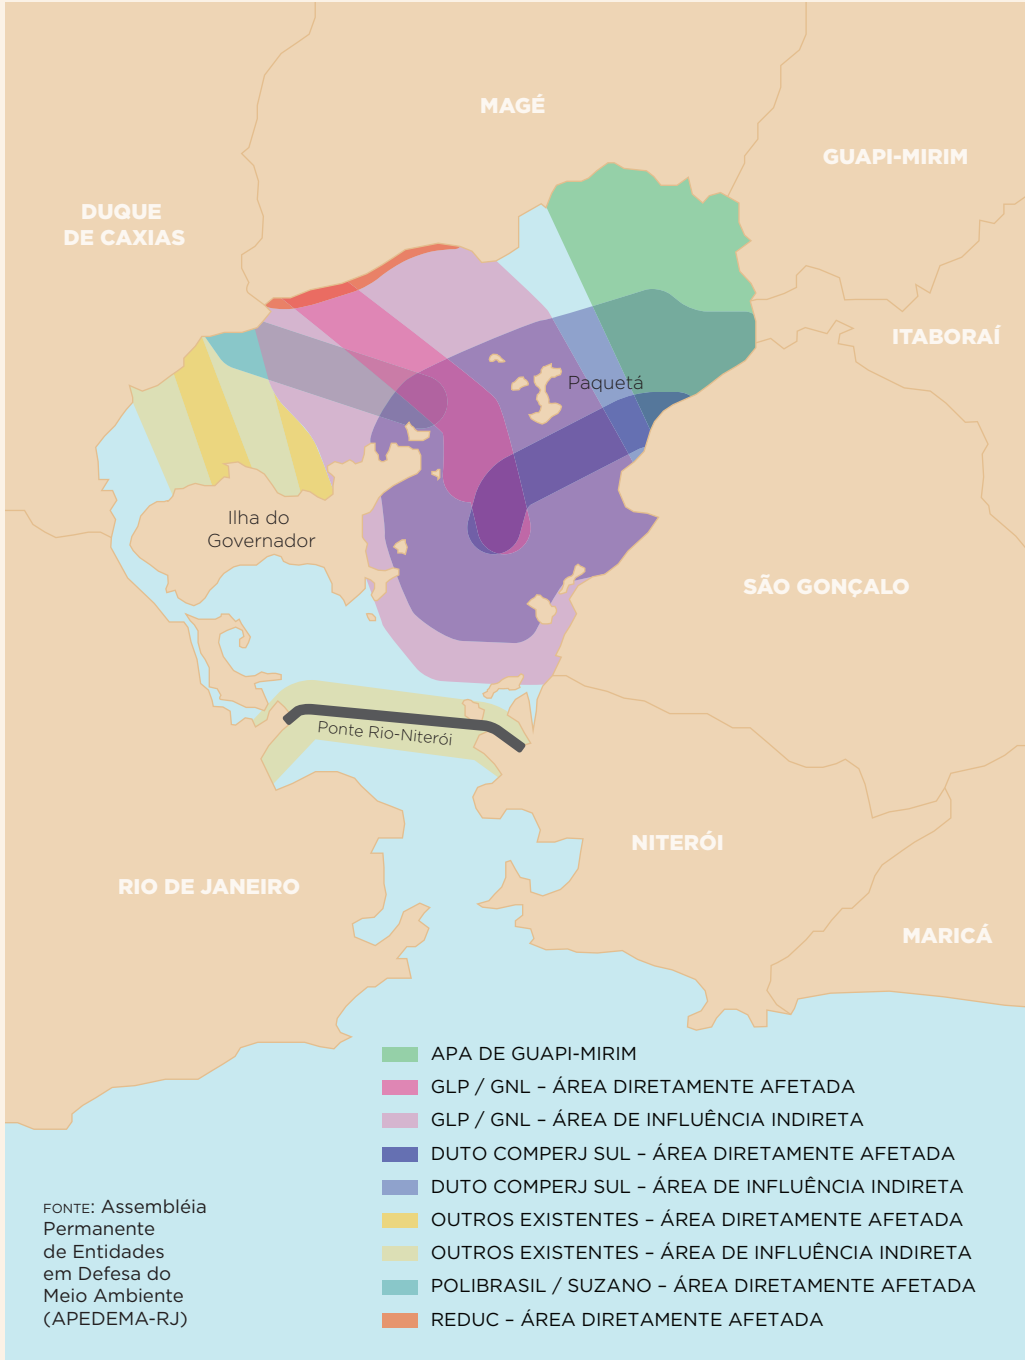 MAGÉ
GUAPI-MIRIM
DUQUE
DE CAXIAS
ITABORAÍ
Paquetá
Ilha do
Governador
SÃO GONÇALO
Ponte Rio-Niterói
NITERÓI
RIO DE JANEIRO
MARICÁ
APA DE GUAPI-MIRIM
GLP / GNL – ÁREA DIRETAMENTE AFETADA
GLP / GNL – ÁREA DE INFLUÊNCIA INDIRETA
DUTO COMPERJ SUL – ÁREA DIRETAMENTE AFETADA
DUTO COMPERJ SUL – ÁREA DE INFLUÊNCIA INDIRETA
OUTROS EXISTENTES – ÁREA DIRETAMENTE AFETADA
OUTROS EXISTENTES – ÁREA DE INFLUÊNCIA INDIRETA
POLIBRASIL / SUZANO – ÁREA DIRETAMENTE AFETADA
REDUC – ÁREA DIRETAMENTE AFETADA
FONTE: Assembléia
Permanente
de Entidades
em Defesa do
Meio Ambiente
(APEDEMA-RJ)